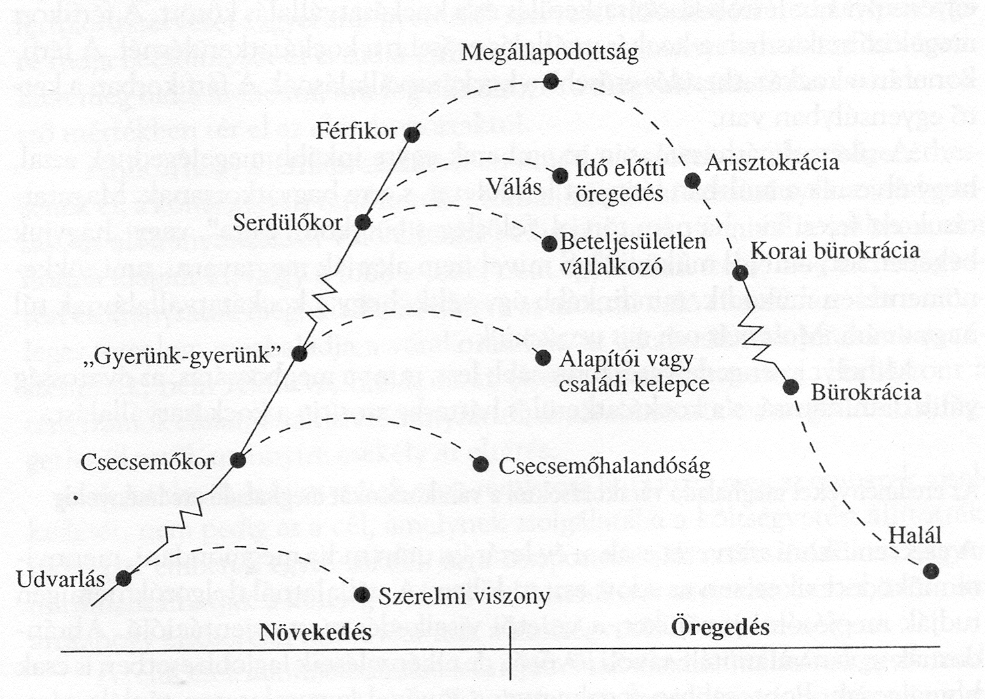 Megállapodottság
Férfikor
Arisztokrácia
Válás
Idő előtti
öregedés
Serdülőkor
Beteljesületlen
vállalkozó
Korai bürokrácia
„Gyerünk-gyerünk”
Alapítói vagy
családi kelepce
Bürokrácia
Csecsemőkor
Csecsemőhalandóság
Halál
Udvarlás
Szerelmi viszony
Növekedés
Öregedés